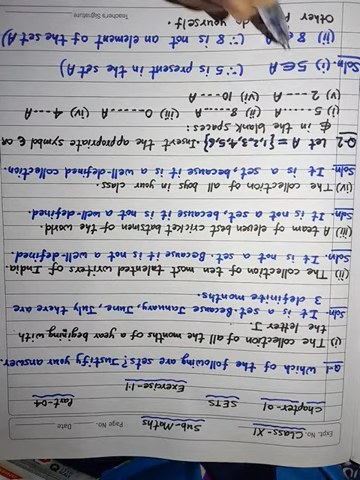 Expt. No. Class - XI Sub - Maths Page No. Date
Chapter - 01 SETS Part - 04
Exercise - 1.1
Q-1 Which of the following are sets? Justify your answer.
(i) The collection of all the months of a year beginning with
the letter J.
Soln. It is a set. Because January, June, July there are
3 definite months.
(ii) The collection of ten most talented writers of India
Soln. It is not a set. Because it is not a well-defined.
(iii) A team of eleven best cricket batsmen of the world.
Soln. It is not a set, because it is not a well-defined.
(iv) The collection of all boys in your class.
Soln. It is a set, because it is a well-defined collection.
Q-2 Let A = {1,2,3,4,5,6}. Insert the appropriate symbol ∈ or
∉ in the blank spaces:
(i) 5 ---- A (ii) 8 ---- A (iii) 0 ---- A (iv) 4 --- A
(v) 2 ---- A (vi) 10 --- A
Soln. (i) 5 ∈ A (∵ 5 is present in the set A)
(ii) 8 A (∵ 8 is not an element of the set A)
Other do yourself.
Teacher's Signature